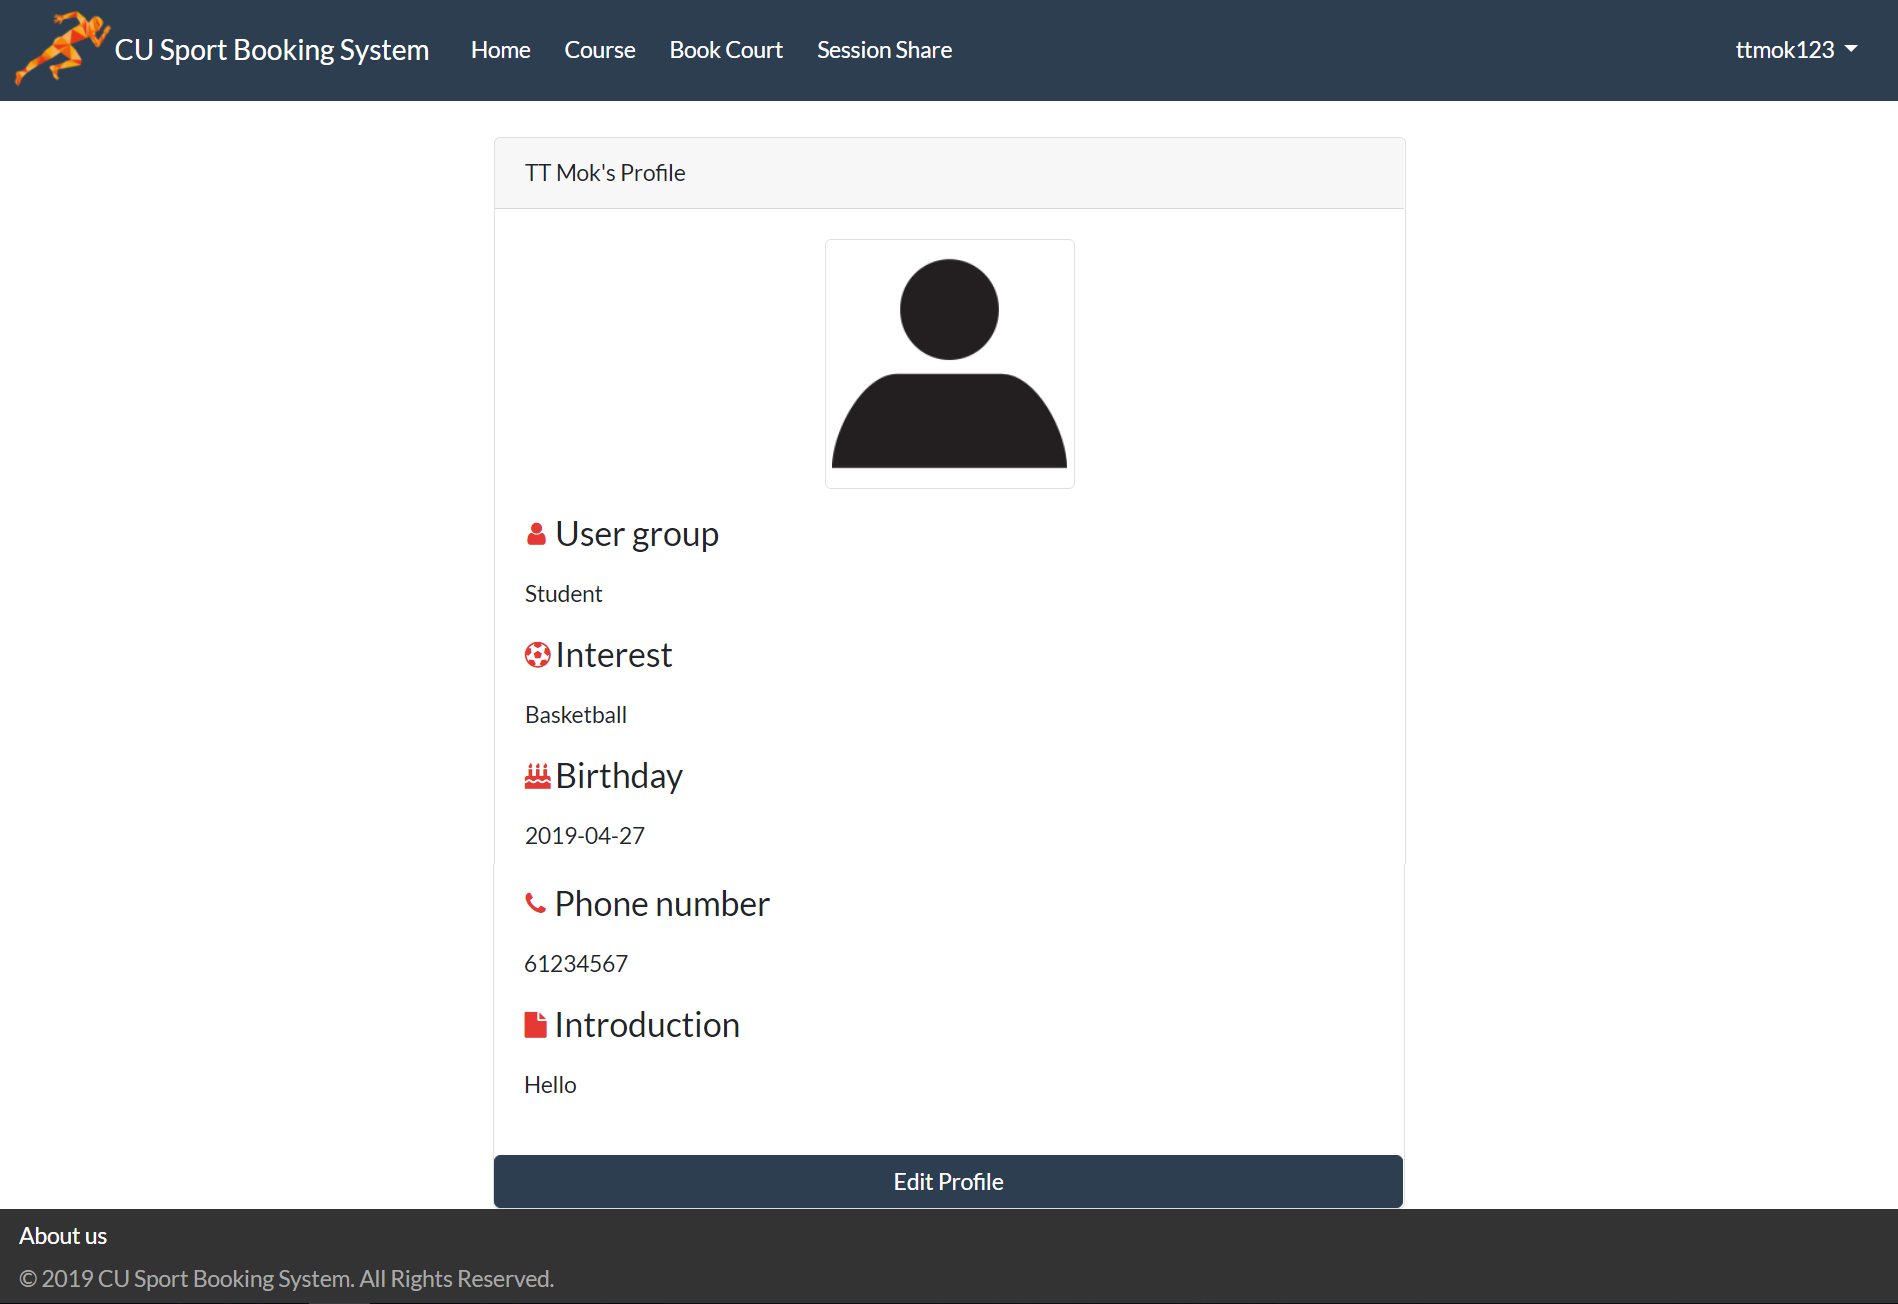 CU Sport Booking System Home Course Book Court Session Share ttmok123
TT Mok's Profile
User group
Student
Interest
Basketball
Birthday
2019-04-27
Phone number
61234567
Introduction
Hello
Edit Profile
About us
© 2019 CU Sport Booking System. All Rights Reserved.